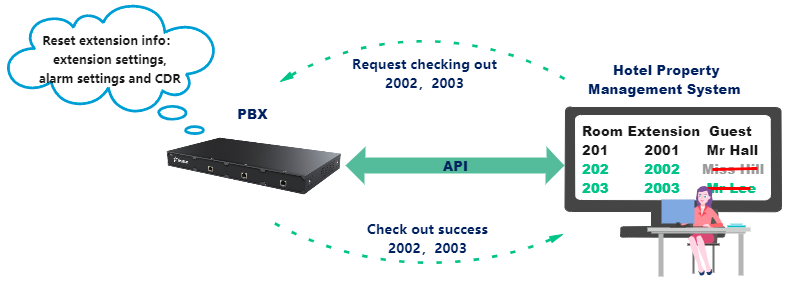 Reset extension info:
extension settings,
alarm settings and CDR
Request checking out
2002, 2003
Hotel Property
Management System
PBX
Room Extension Guest
201 2001 Mr Hall
202 2002 Miss Hill
203 2003 Mr Lee
API
Check out success
2002, 2003